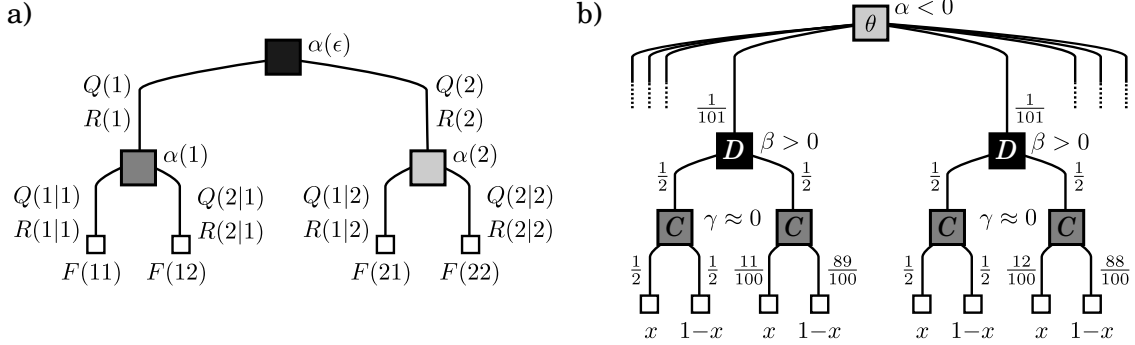 a)
α(ϵ)
Q(1) Q(2)
R(1) R(2)
α(1) α(2)
Q(1|1) Q(2|1) Q(1|2) Q(2|2)
R(1|1) R(2|1) R(1|2) R(2|2)
F(11) F(12) F(21) F(22)
b)
θ α < 0
1/101 1/101
D β > 0 D β > 0
1/2 1/2 1/2 1/2
C γ ≈ 0 C C γ ≈ 0 C
1/2 1/2 11/100 89/100 1/2 1/2 12/100 88/100
x 1−x x 1−x x 1−x x 1−x